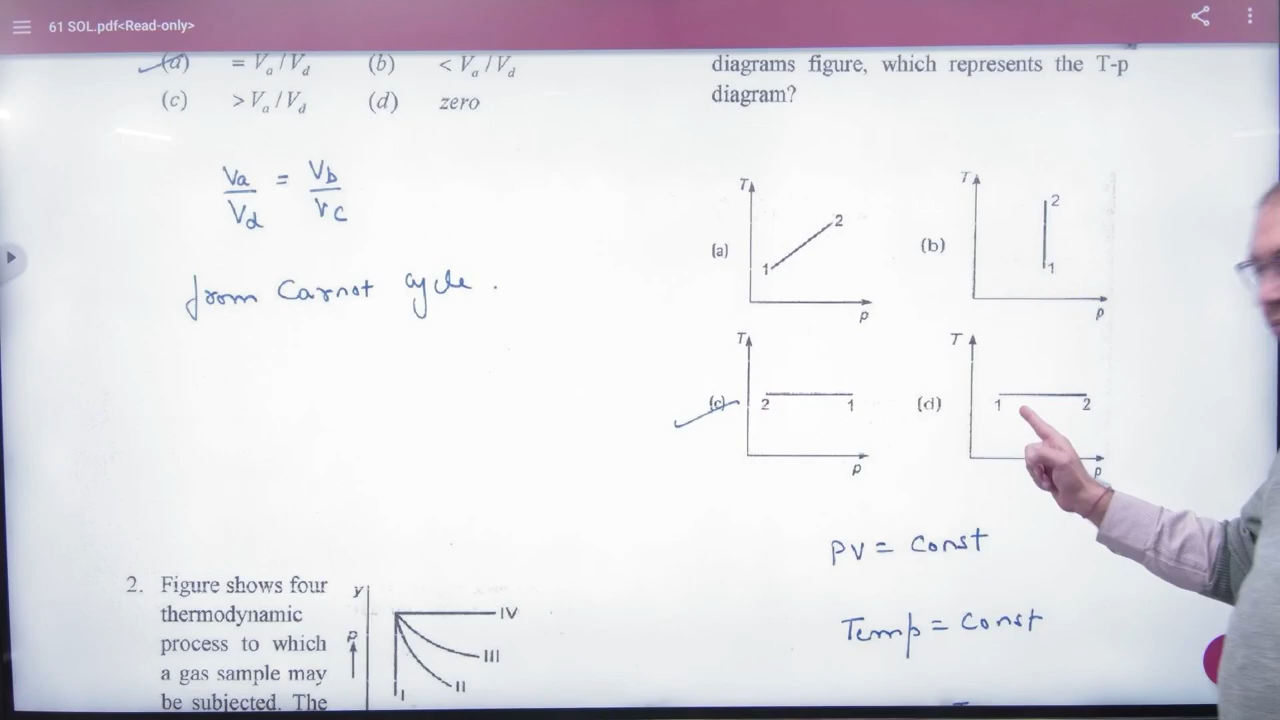 61 SOL.pdf<Read-only>
(a) = Va/Vd (b) < Va/Vd
(c) > Va/Vd (d) zero
Va/Vd = Vb/Vc
from Carnot cycle.
2. Figure shows four
thermodynamic
process to which
a gas sample may
be subjected. The
y
P
IV
III
II
I
diagrams figure, which represents the T-p
diagram?
(a) T 1 2 p
(b) T 2 1 p
(c) T 2 1 p
(d) T 1 2 p
PV = Const
Temp = Const